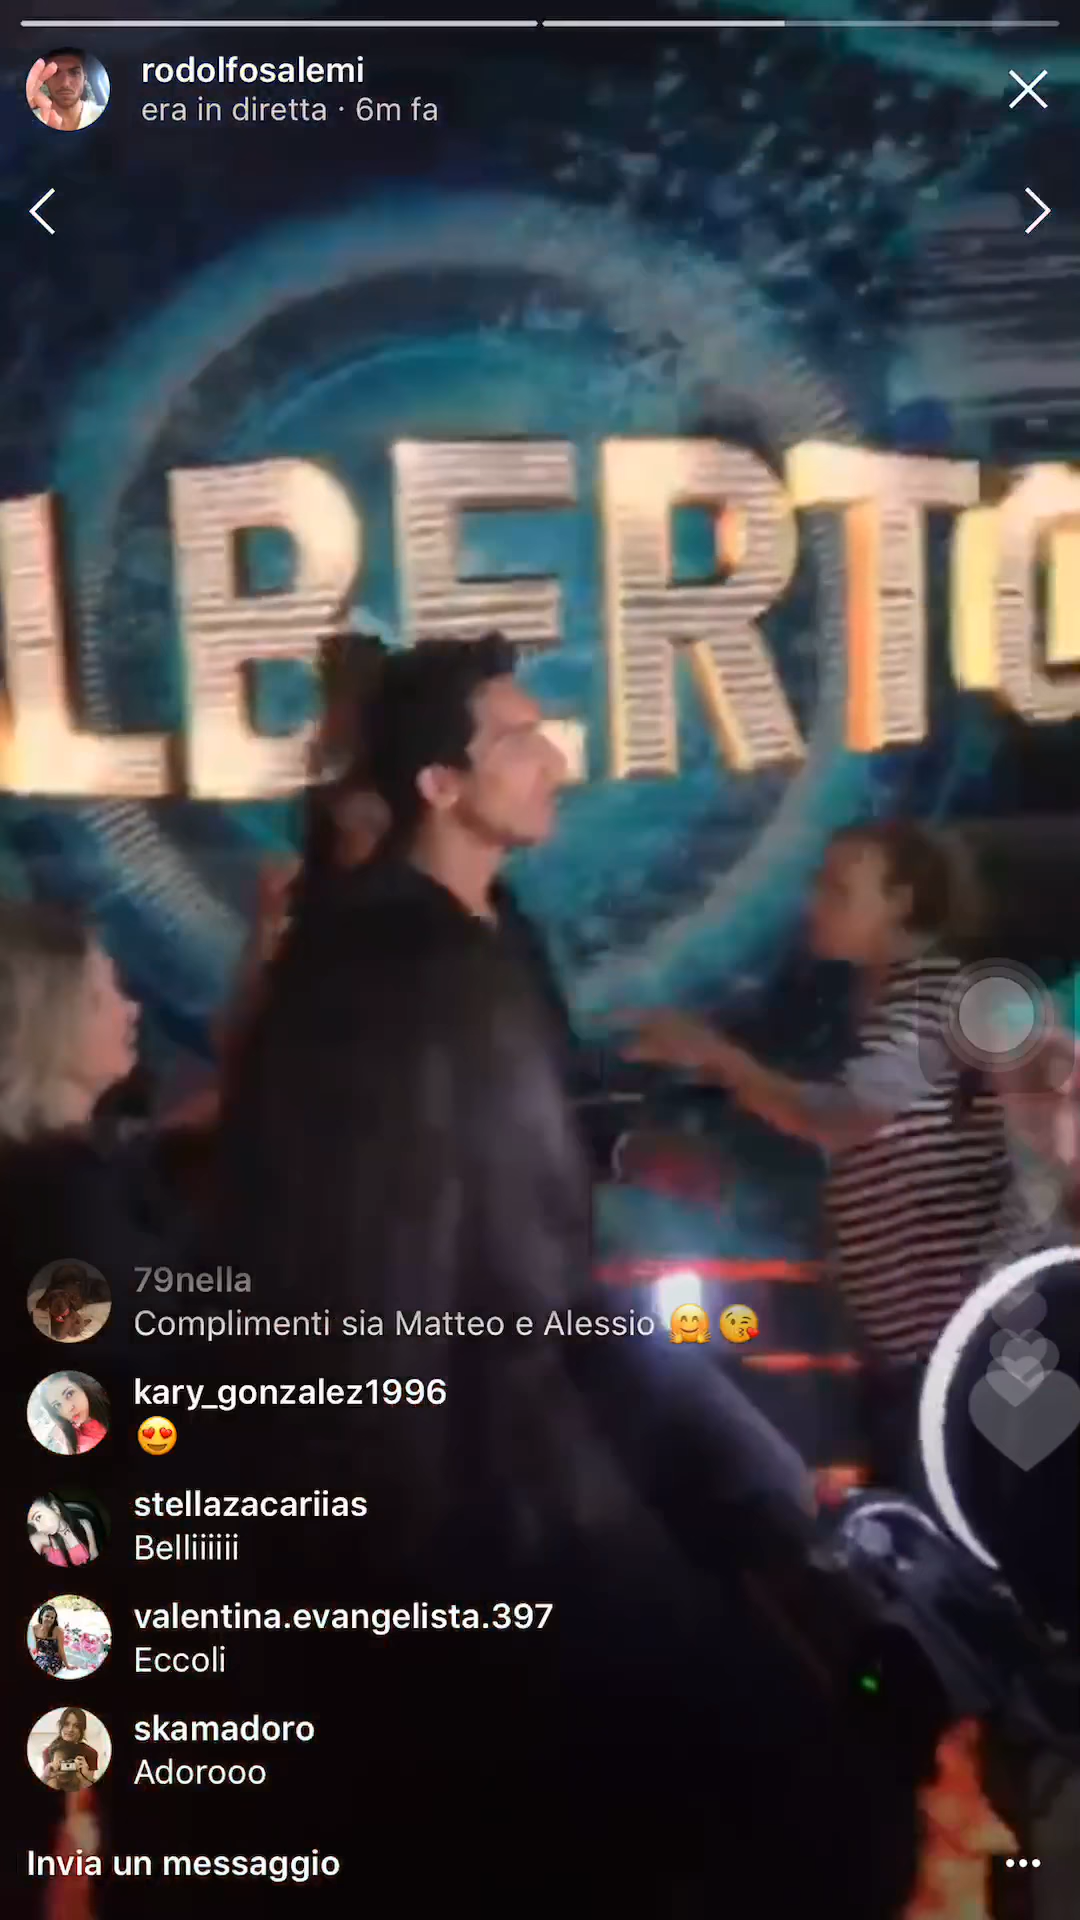 rodolfosalemi
era in diretta · 6m fa
LBERTO
79nella
Complimenti sia Matteo e Alessio 🤗 😘
kary_gonzalez1996
😍
stellazacariias
Belliiiiii
valentina.evangelista.397
Eccoli
skamadoro
Adorooo
Invia un messaggio